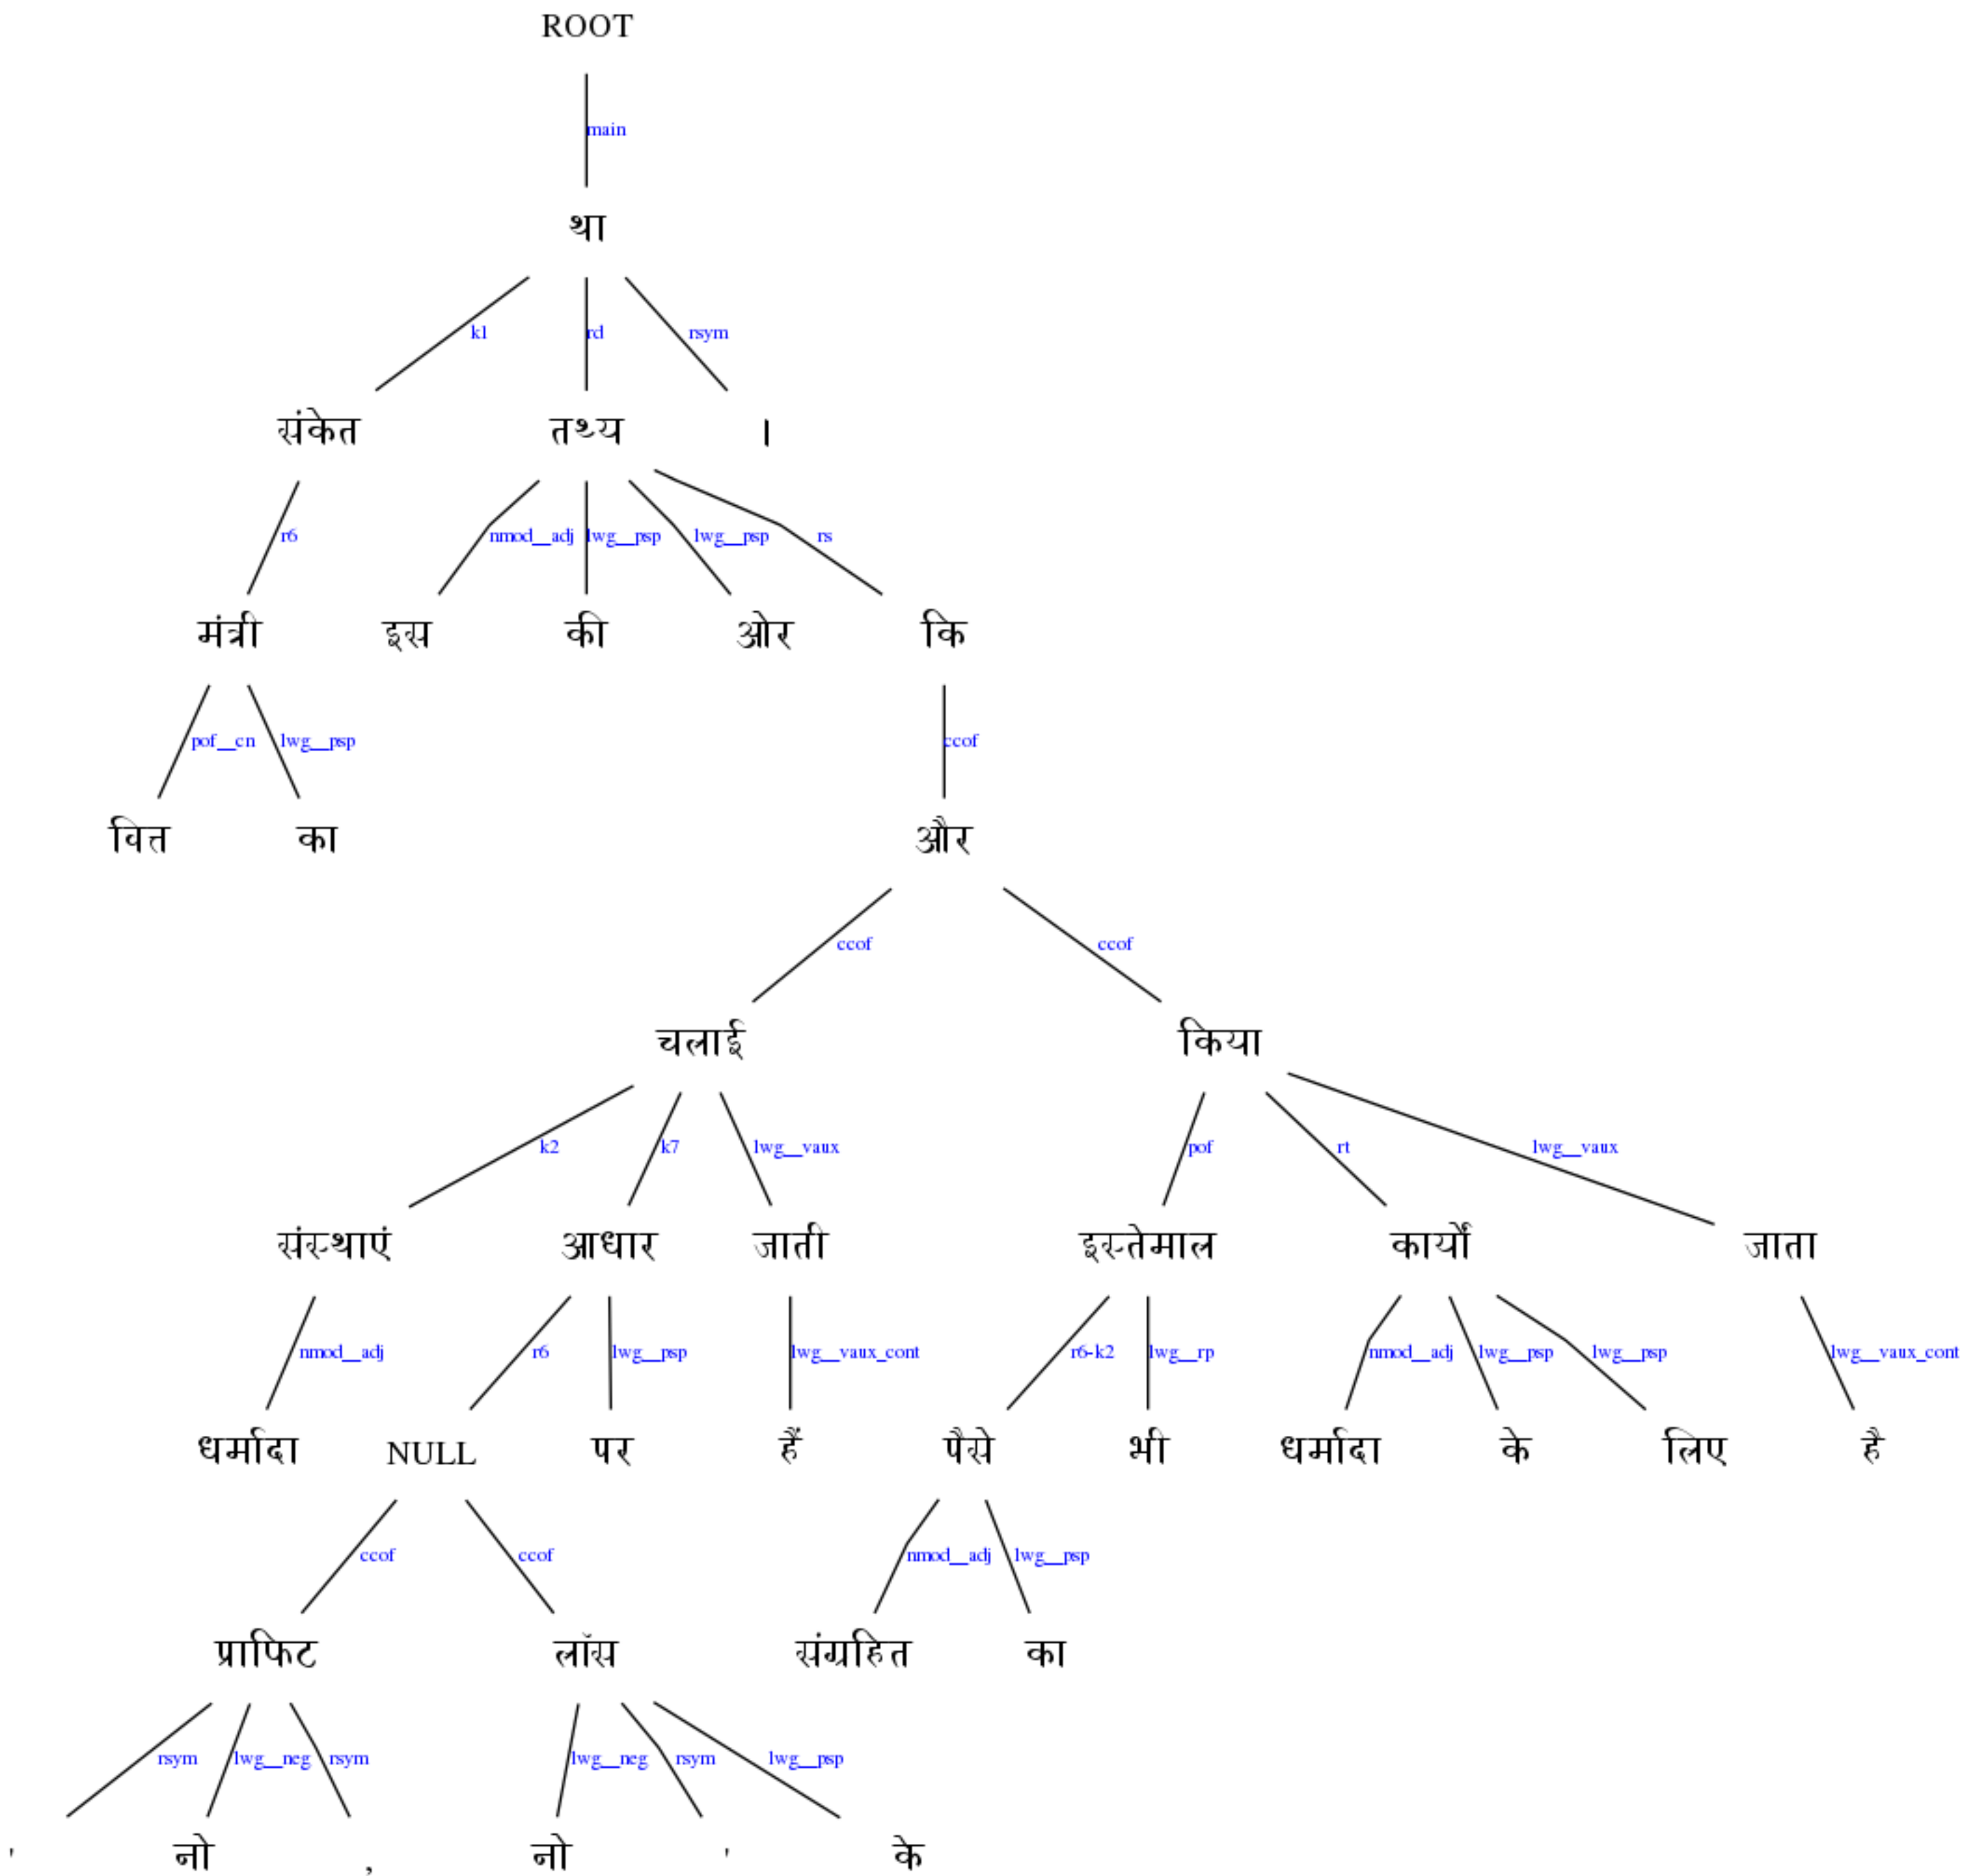 ROOT
main
था
k1 rd rsym
संकेत तथ्य ।
r6 nmod__adj lwg__psp lwg__psp rs
मंत्री इस की ओर कि
pof__cn lwg__psp ccof
वित्त का और
ccof ccof
चलाई किया
k2 k7 lwg__vaux pof rt lwg__vaux
संस्थाएं आधार जाती इस्तेमाल कार्यों जाता
nmod__adj r6 lwg__psp lwg__vaux_cont r6-k2 lwg__rp nmod__adj lwg__psp lwg__psp lwg__vaux_cont
धर्मादा NULL पर हैं पैसे भी धर्मादा के लिए है
ccof ccof nmod__adj lwg__psp
प्राफिट लॉस संग्रहित का
rsym lwg__neg rsym lwg__neg rsym lwg__psp
' नो , नो ' के